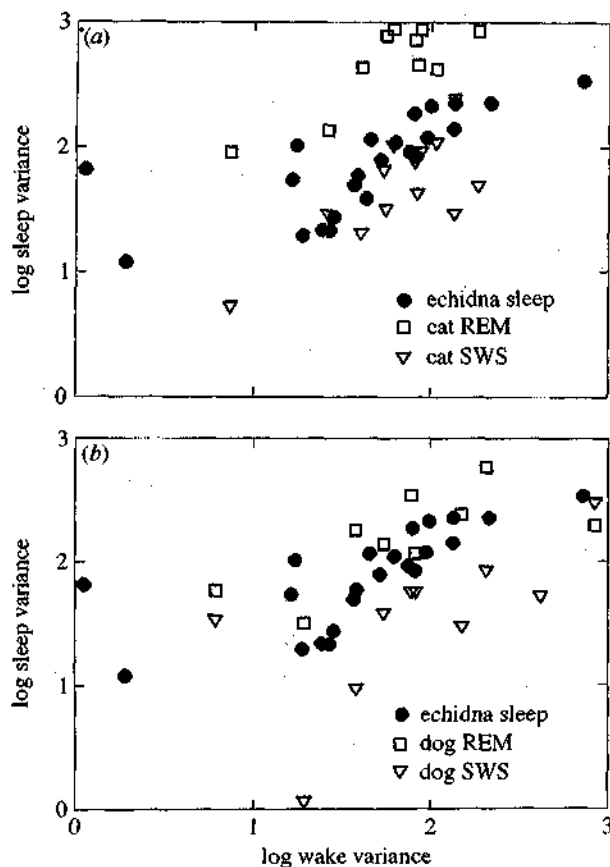 3
(a)
2
log sleep variance
1
echidna sleep
cat REM
cat SWS
0
3
(b)
2
log sleep variance
1
echidna sleep
dog REM
dog SWS
0
0 1 2 3
log wake variance